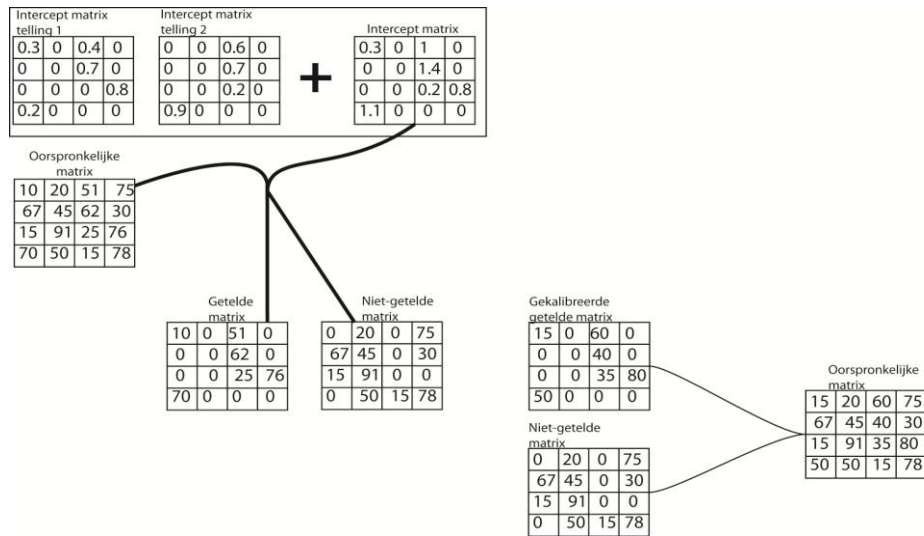 Intercept matrix
telling 1
0.3 0 0.4 0
0 0 0.7 0
0 0 0 0.8
0.2 0 0 0
Intercept matrix
telling 2
0 0 0.6 0
0 0 0.7 0
0 0 0.2 0
0.9 0 0 0
+
Intercept matrix
0.3 0 1 0
0 0 1.4 0
0 0 0.2 0.8
1.1 0 0 0
Oorspronkelijke
matrix
10 20 51 75
67 45 62 30
15 91 25 76
70 50 15 78
Getelde
matrix
10 0 51 0
0 0 62 0
0 0 25 76
70 0 0 0
Niet-getelde
matrix
0 20 0 75
67 45 0 30
15 91 0 0
0 50 15 78
Gekalibreerde
getelde matrix
15 0 60 0
0 0 40 0
0 0 35 80
50 0 0 0
Niet-getelde
matrix
0 20 0 75
67 45 0 30
15 91 0 0
0 50 15 78
Oorspronkelijke
matrix
15 20 60 75
67 45 40 30
15 91 35 80
50 50 15 78